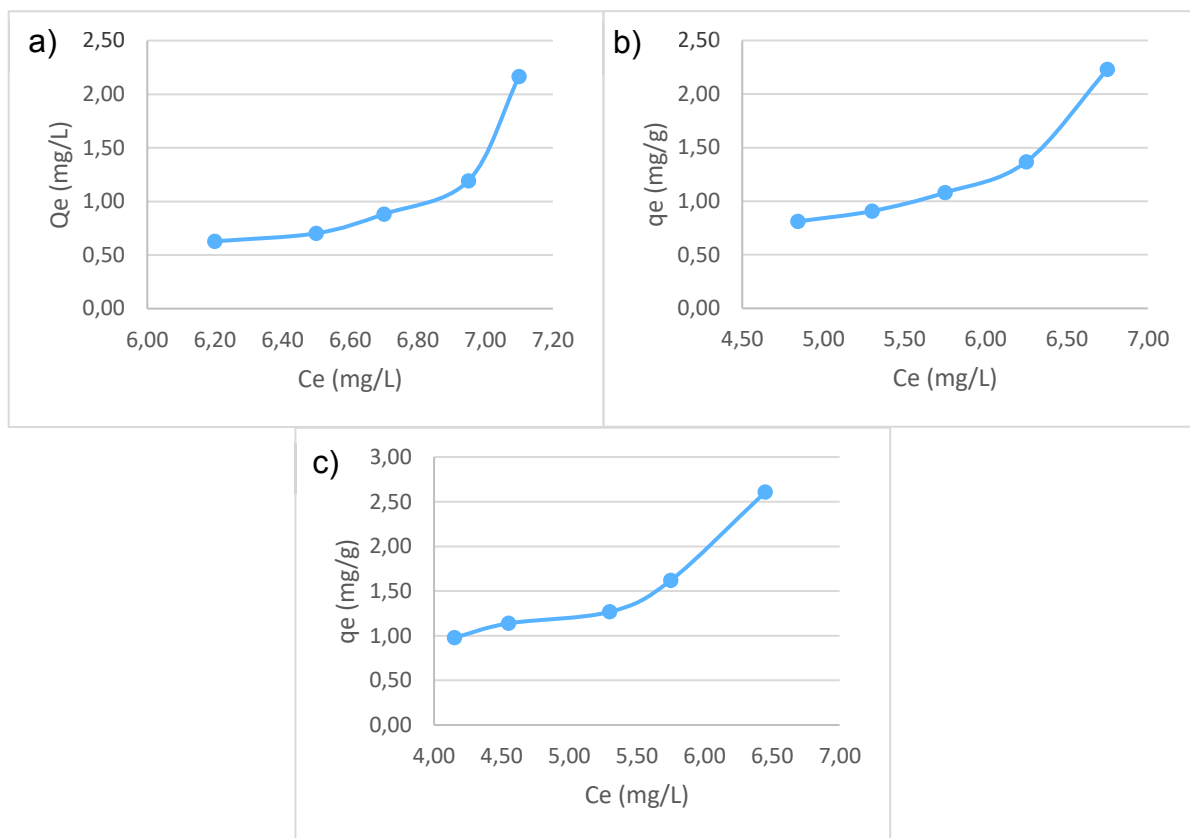 a)
2,50
2,00
1,50
1,00
0,50
0,00
Qe (mg/L)
6,00 6,20 6,40 6,60 6,80 7,00 7,20
Ce (mg/L)
b)
2,50
2,00
1,50
1,00
0,50
0,00
qe (mg/g)
4,50 5,00 5,50 6,00 6,50 7,00
Ce (mg/L)
c)
3,00
2,50
2,00
1,50
1,00
0,50
0,00
qe (mg/g)
4,00 4,50 5,00 5,50 6,00 6,50 7,00
Ce (mg/L)